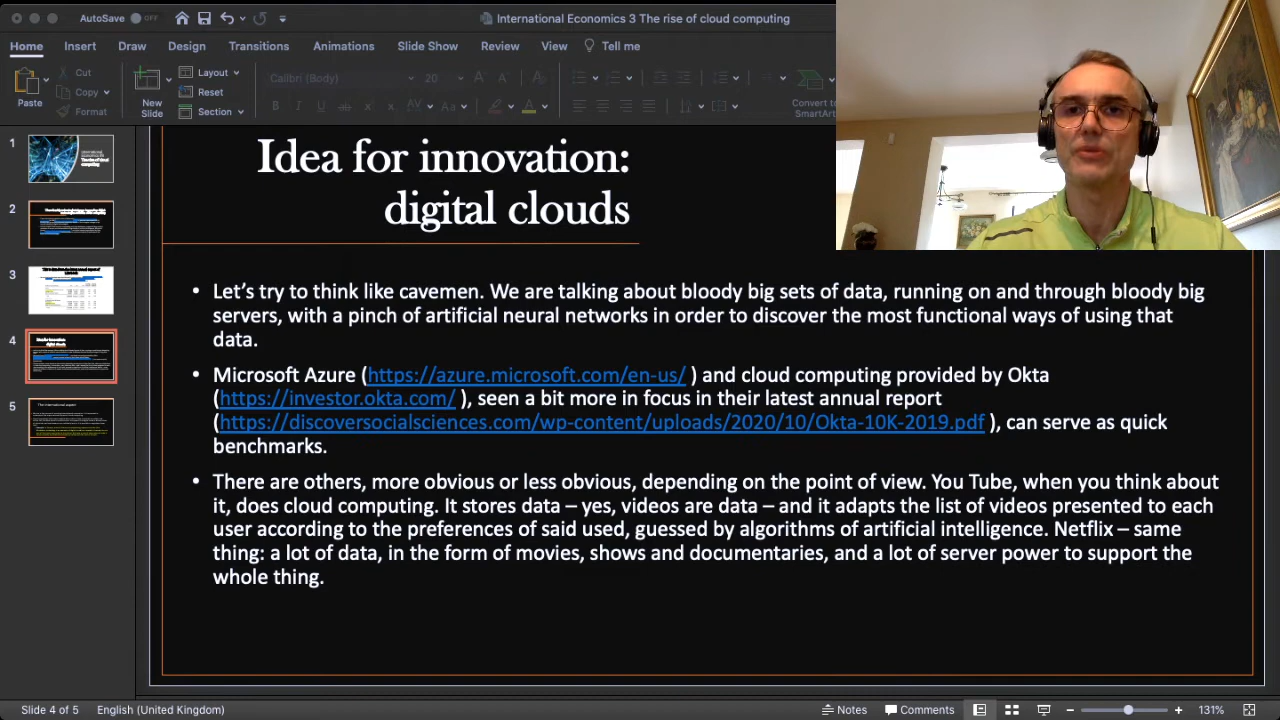 AutoSave OFF
International Economics 3 The rise of cloud computing
Home Insert Draw Design Transitions Animations Slide Show Review View Tell me
Paste
Cut
Copy
Format
New
Slide
Layout
Reset
Section
Calibri (Body) 20
Convert to
SmartArt
1
2
3
4
5
Idea for innovation:
digital clouds
• Let’s try to think like cavemen. We are talking about bloody big sets of data, running on and through bloody big
servers, with a pinch of artificial neural networks in order to discover the most functional ways of using that
data.
• Microsoft Azure (https://azure.microsoft.com/en-us/ ) and cloud computing provided by Okta
(https://investor.okta.com/ ), seen a bit more in focus in their latest annual report
(https://discoversocialsciences.com/wp-content/uploads/2020/10/Okta-10K-2019.pdf ), can serve as quick
benchmarks.
• There are others, more obvious or less obvious, depending on the point of view. You Tube, when you think about
it, does cloud computing. It stores data – yes, videos are data – and it adapts the list of videos presented to each
user according to the preferences of said used, guessed by algorithms of artificial intelligence. Netflix – same
thing: a lot of data, in the form of movies, shows and documentaries, and a lot of server power to support the
whole thing.
Slide 4 of 5 English (United Kingdom) Notes Comments 131%